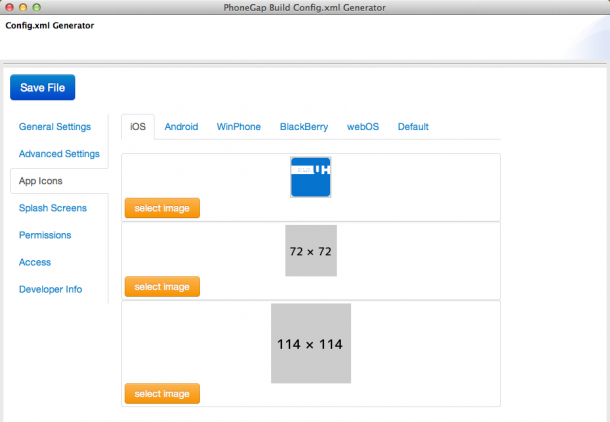 PhoneGap Build Config.xml Generator
Config.xml Generator
Save File
General Settings
Advanced Settings
App Icons
Splash Screens
Permissions
Access
Developer Info
iOS Android WinPhone BlackBerry webOS Default
select image
72 × 72
select image
114 × 114
select image